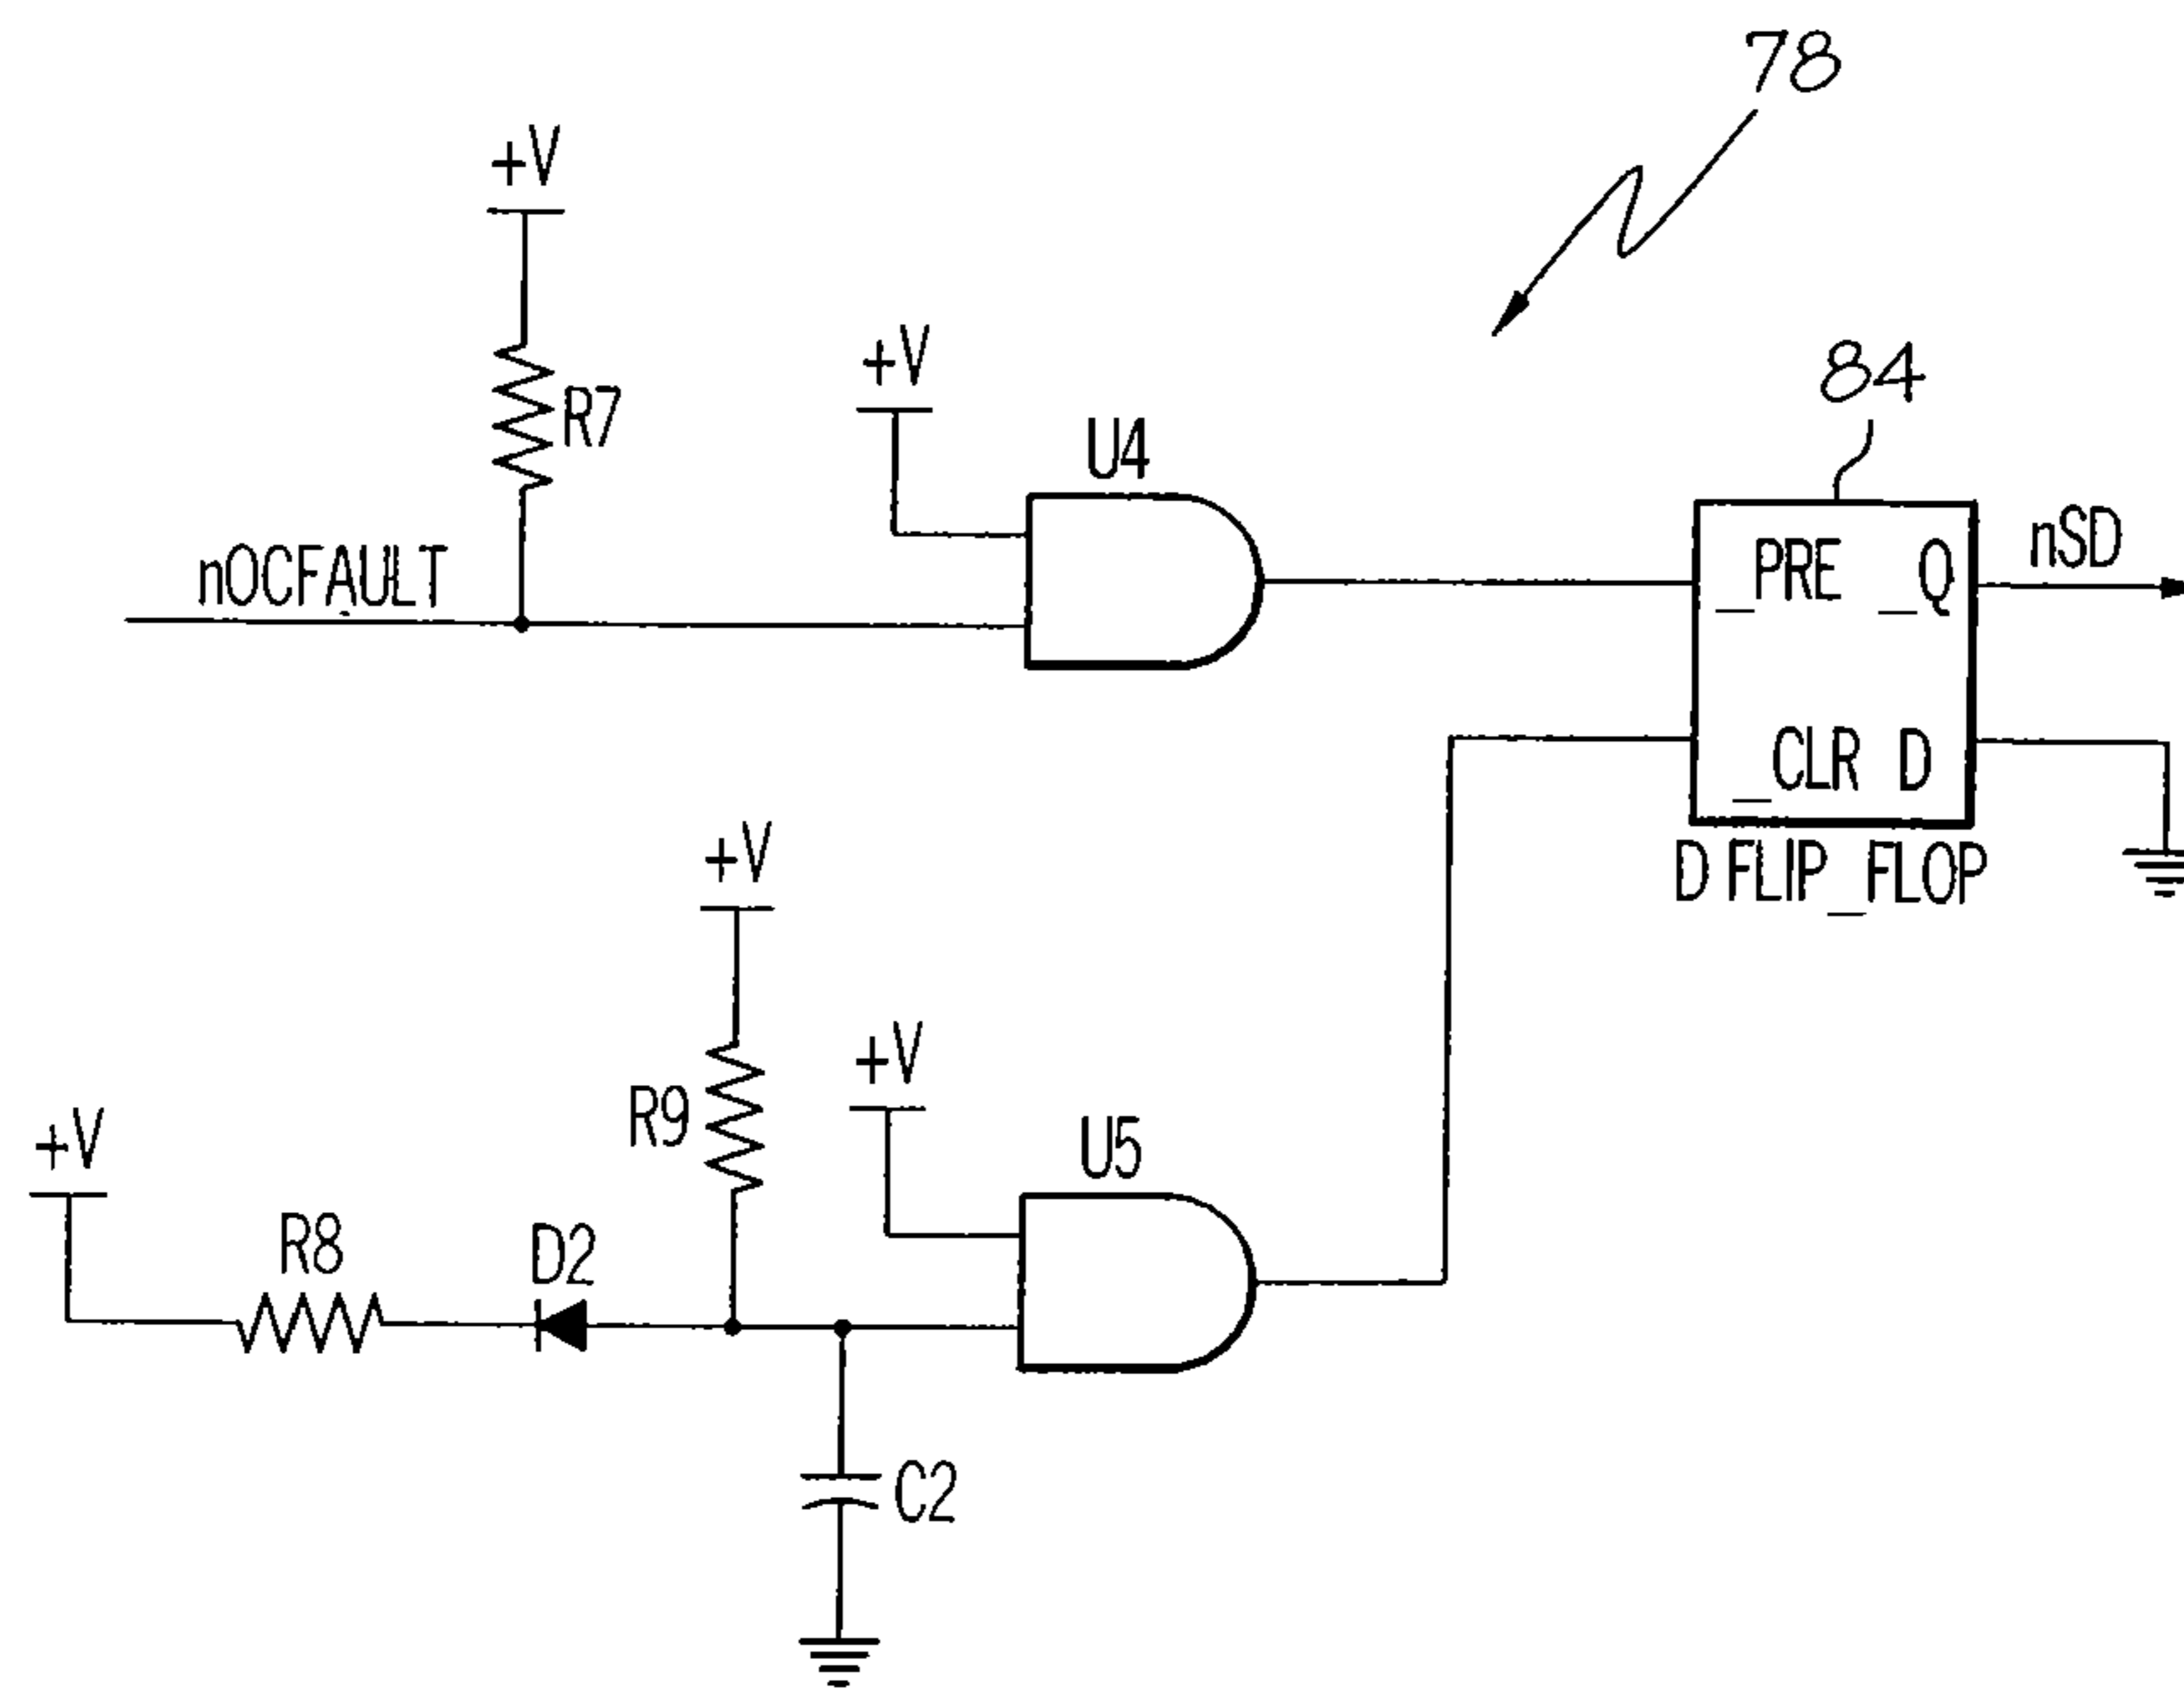 78
+V
R7
+V
U4
84
nOCFAULT
_PRE _Q
nSD
_CLR D
D FLIP_FLOP
+V
+V
R9
U5
+V
R8
D2
C2